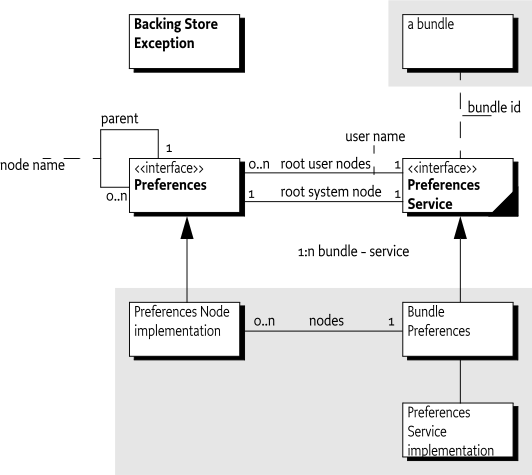 Backing Store
Exception
a bundle
bundle id
parent
1
user name
node name
<<interface>>
Preferences
0..n
0..n root user nodes 1
1 root system node 1
<<interface>>
Preferences
Service
1:n bundle - service
Preferences Node
implementation
0..n nodes 1
Bundle
Preferences
Preferences
Service
implementation